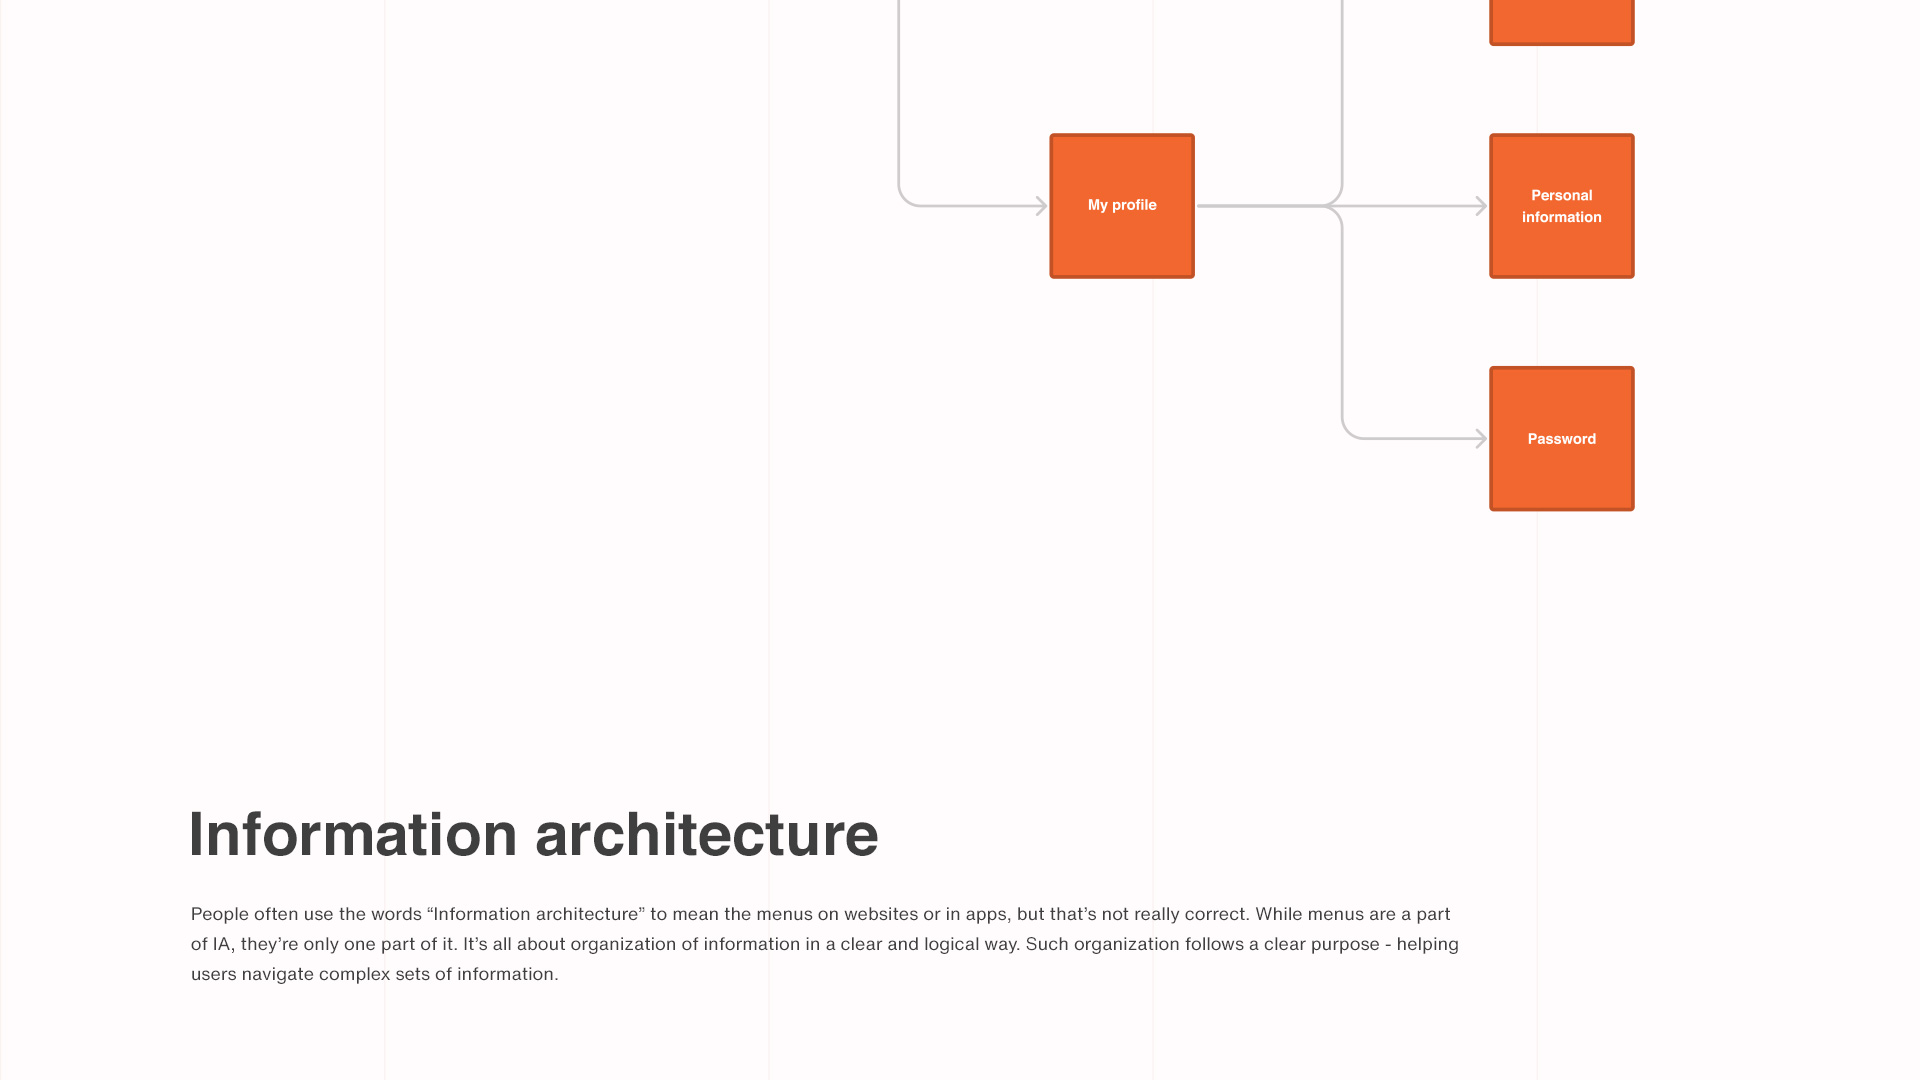 My profile
Personal
information
Password
Information architecture
People often use the words “Information architecture” to mean the menus on websites or in apps, but that’s not really correct. While menus are a part
of IA, they’re only one part of it. It’s all about organization of information in a clear and logical way. Such organization follows a clear purpose - helping
users navigate complex sets of information.